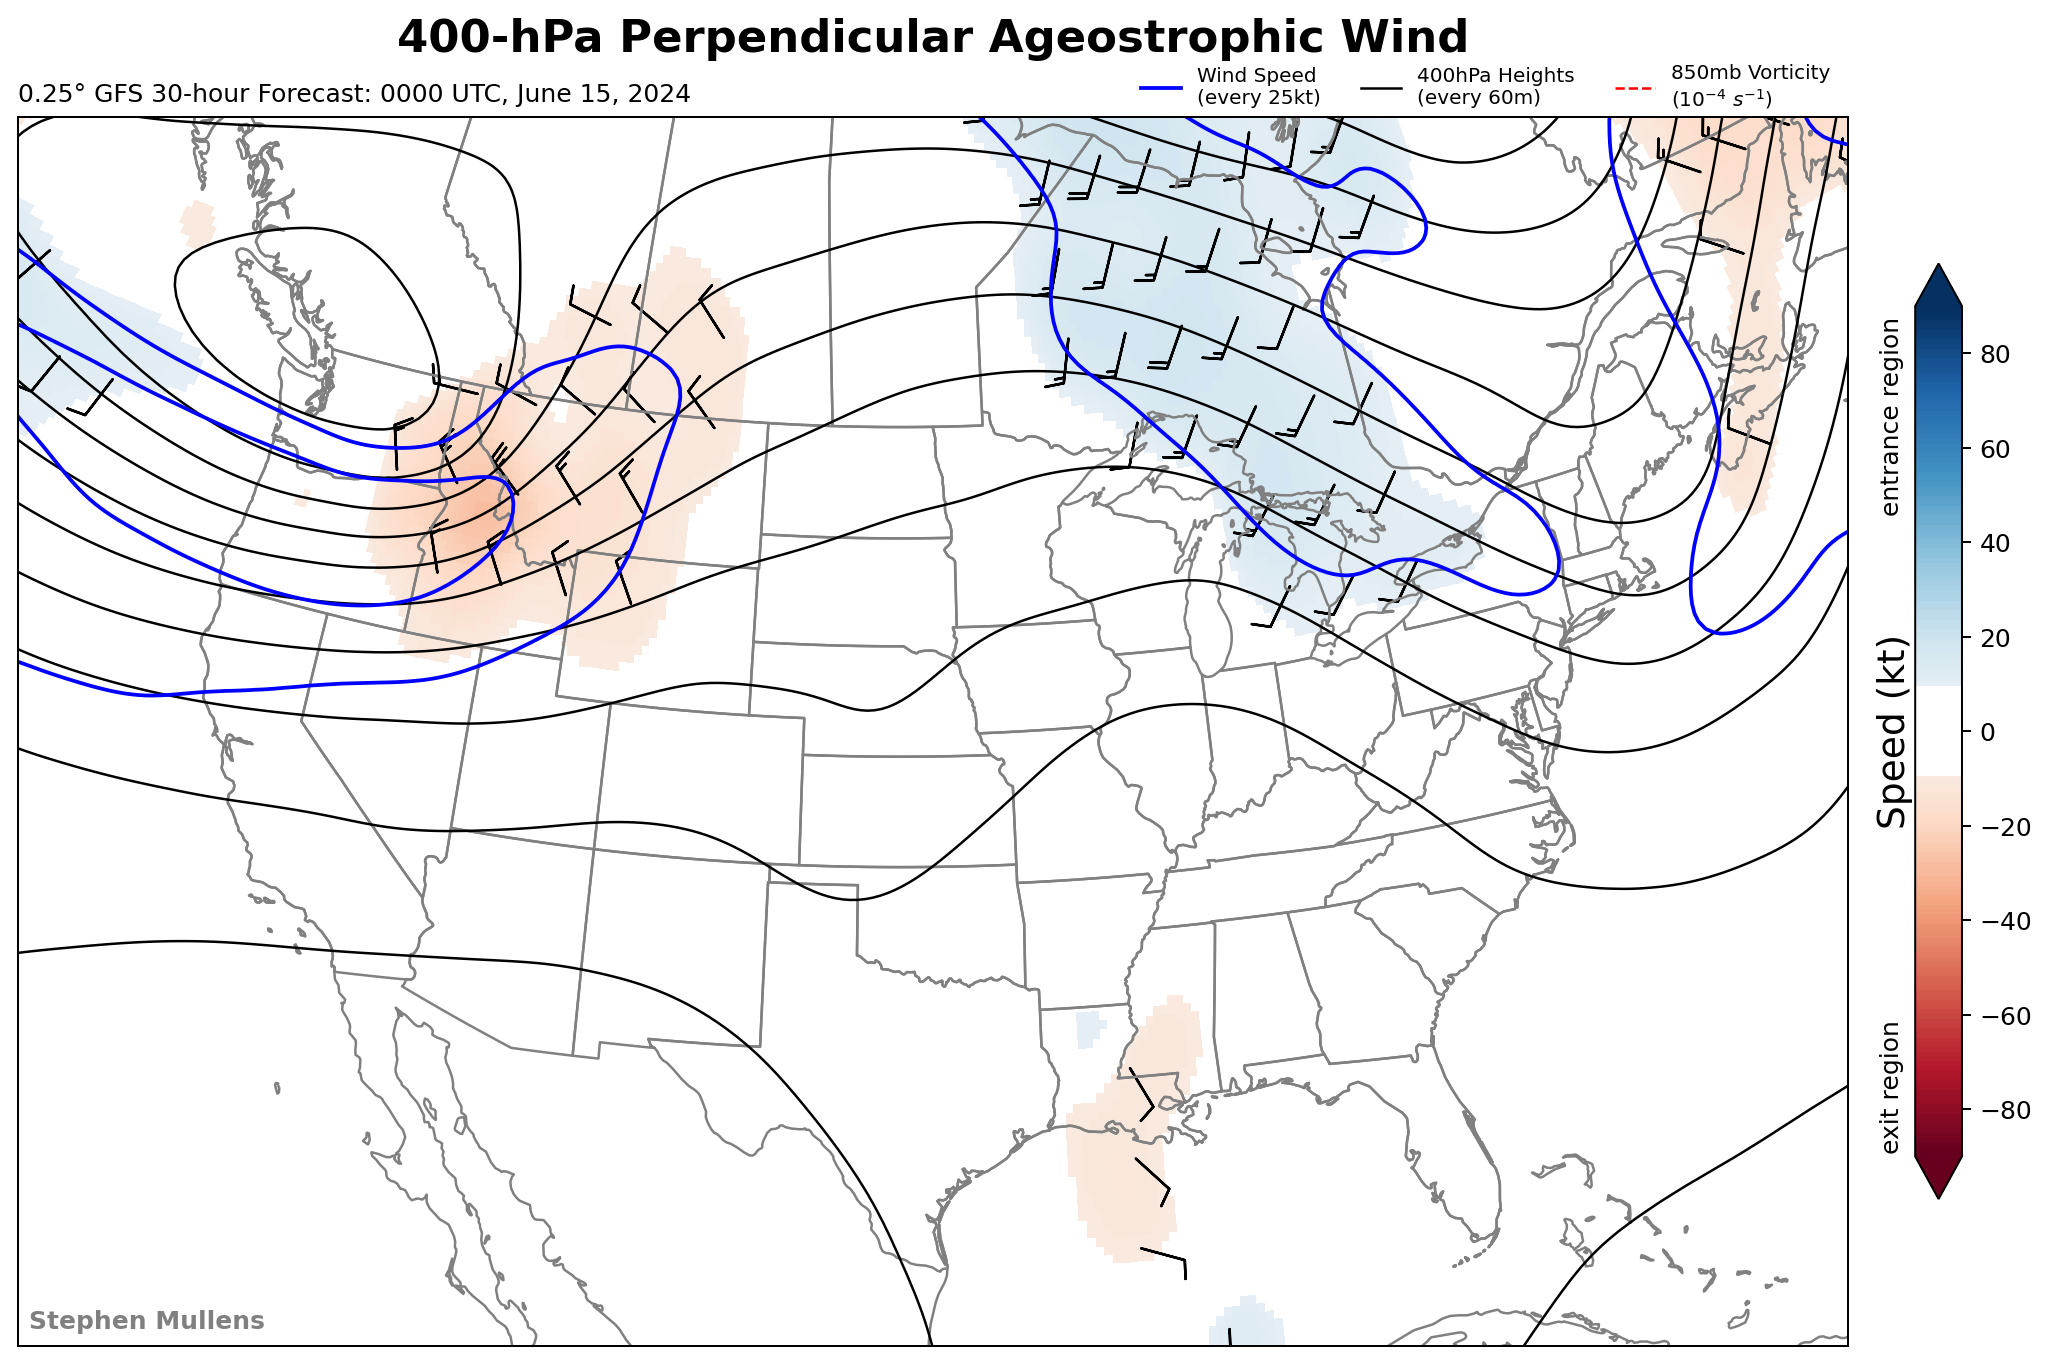 400-hPa Perpendicular Ageostrophic Wind
0.25° GFS 30-hour Forecast: 0000 UTC, June 15, 2024
Wind Speed
(every 25kt)
400hPa Heights
(every 60m)
850mb Vorticity
(10⁻⁴ s⁻¹)
entrance region
Speed (kt)
exit region
80
60
40
20
0
−20
−40
−60
−80
Stephen Mullens